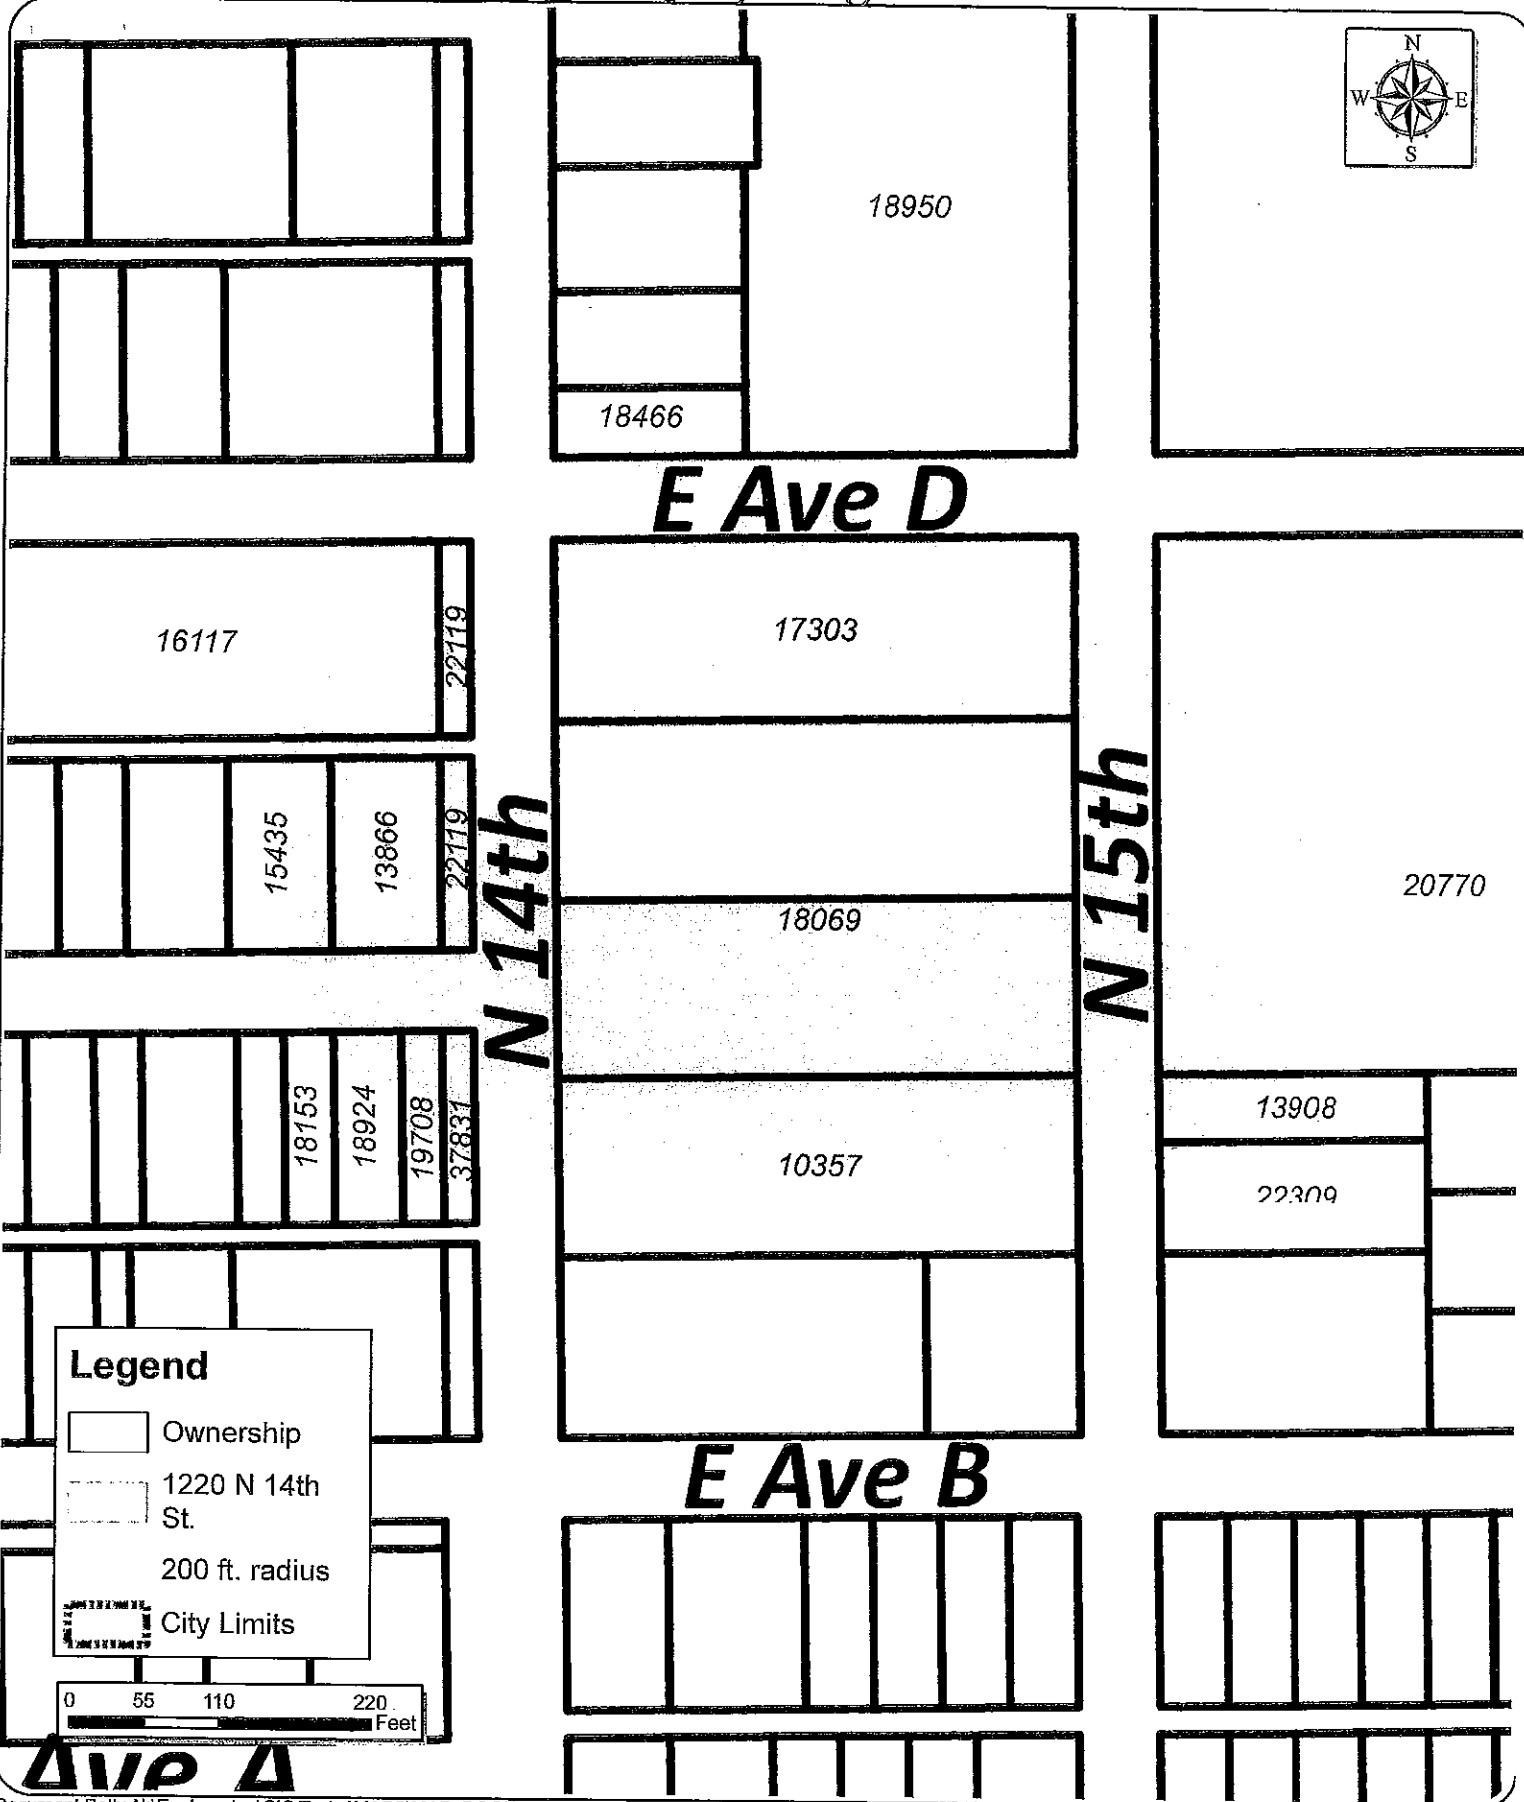 N
W E
S
18950
18466
E Ave D
16117
22119
17303
N 14th
N 15th
15435
13866
22119
18069
20770
18153
18924
19708
37831
10357
13908
22309
Legend
Ownership
1220 N 14th
St.
200 ft. radius
City Limits
E Ave B
0 55 110 220
Feet
Ave A